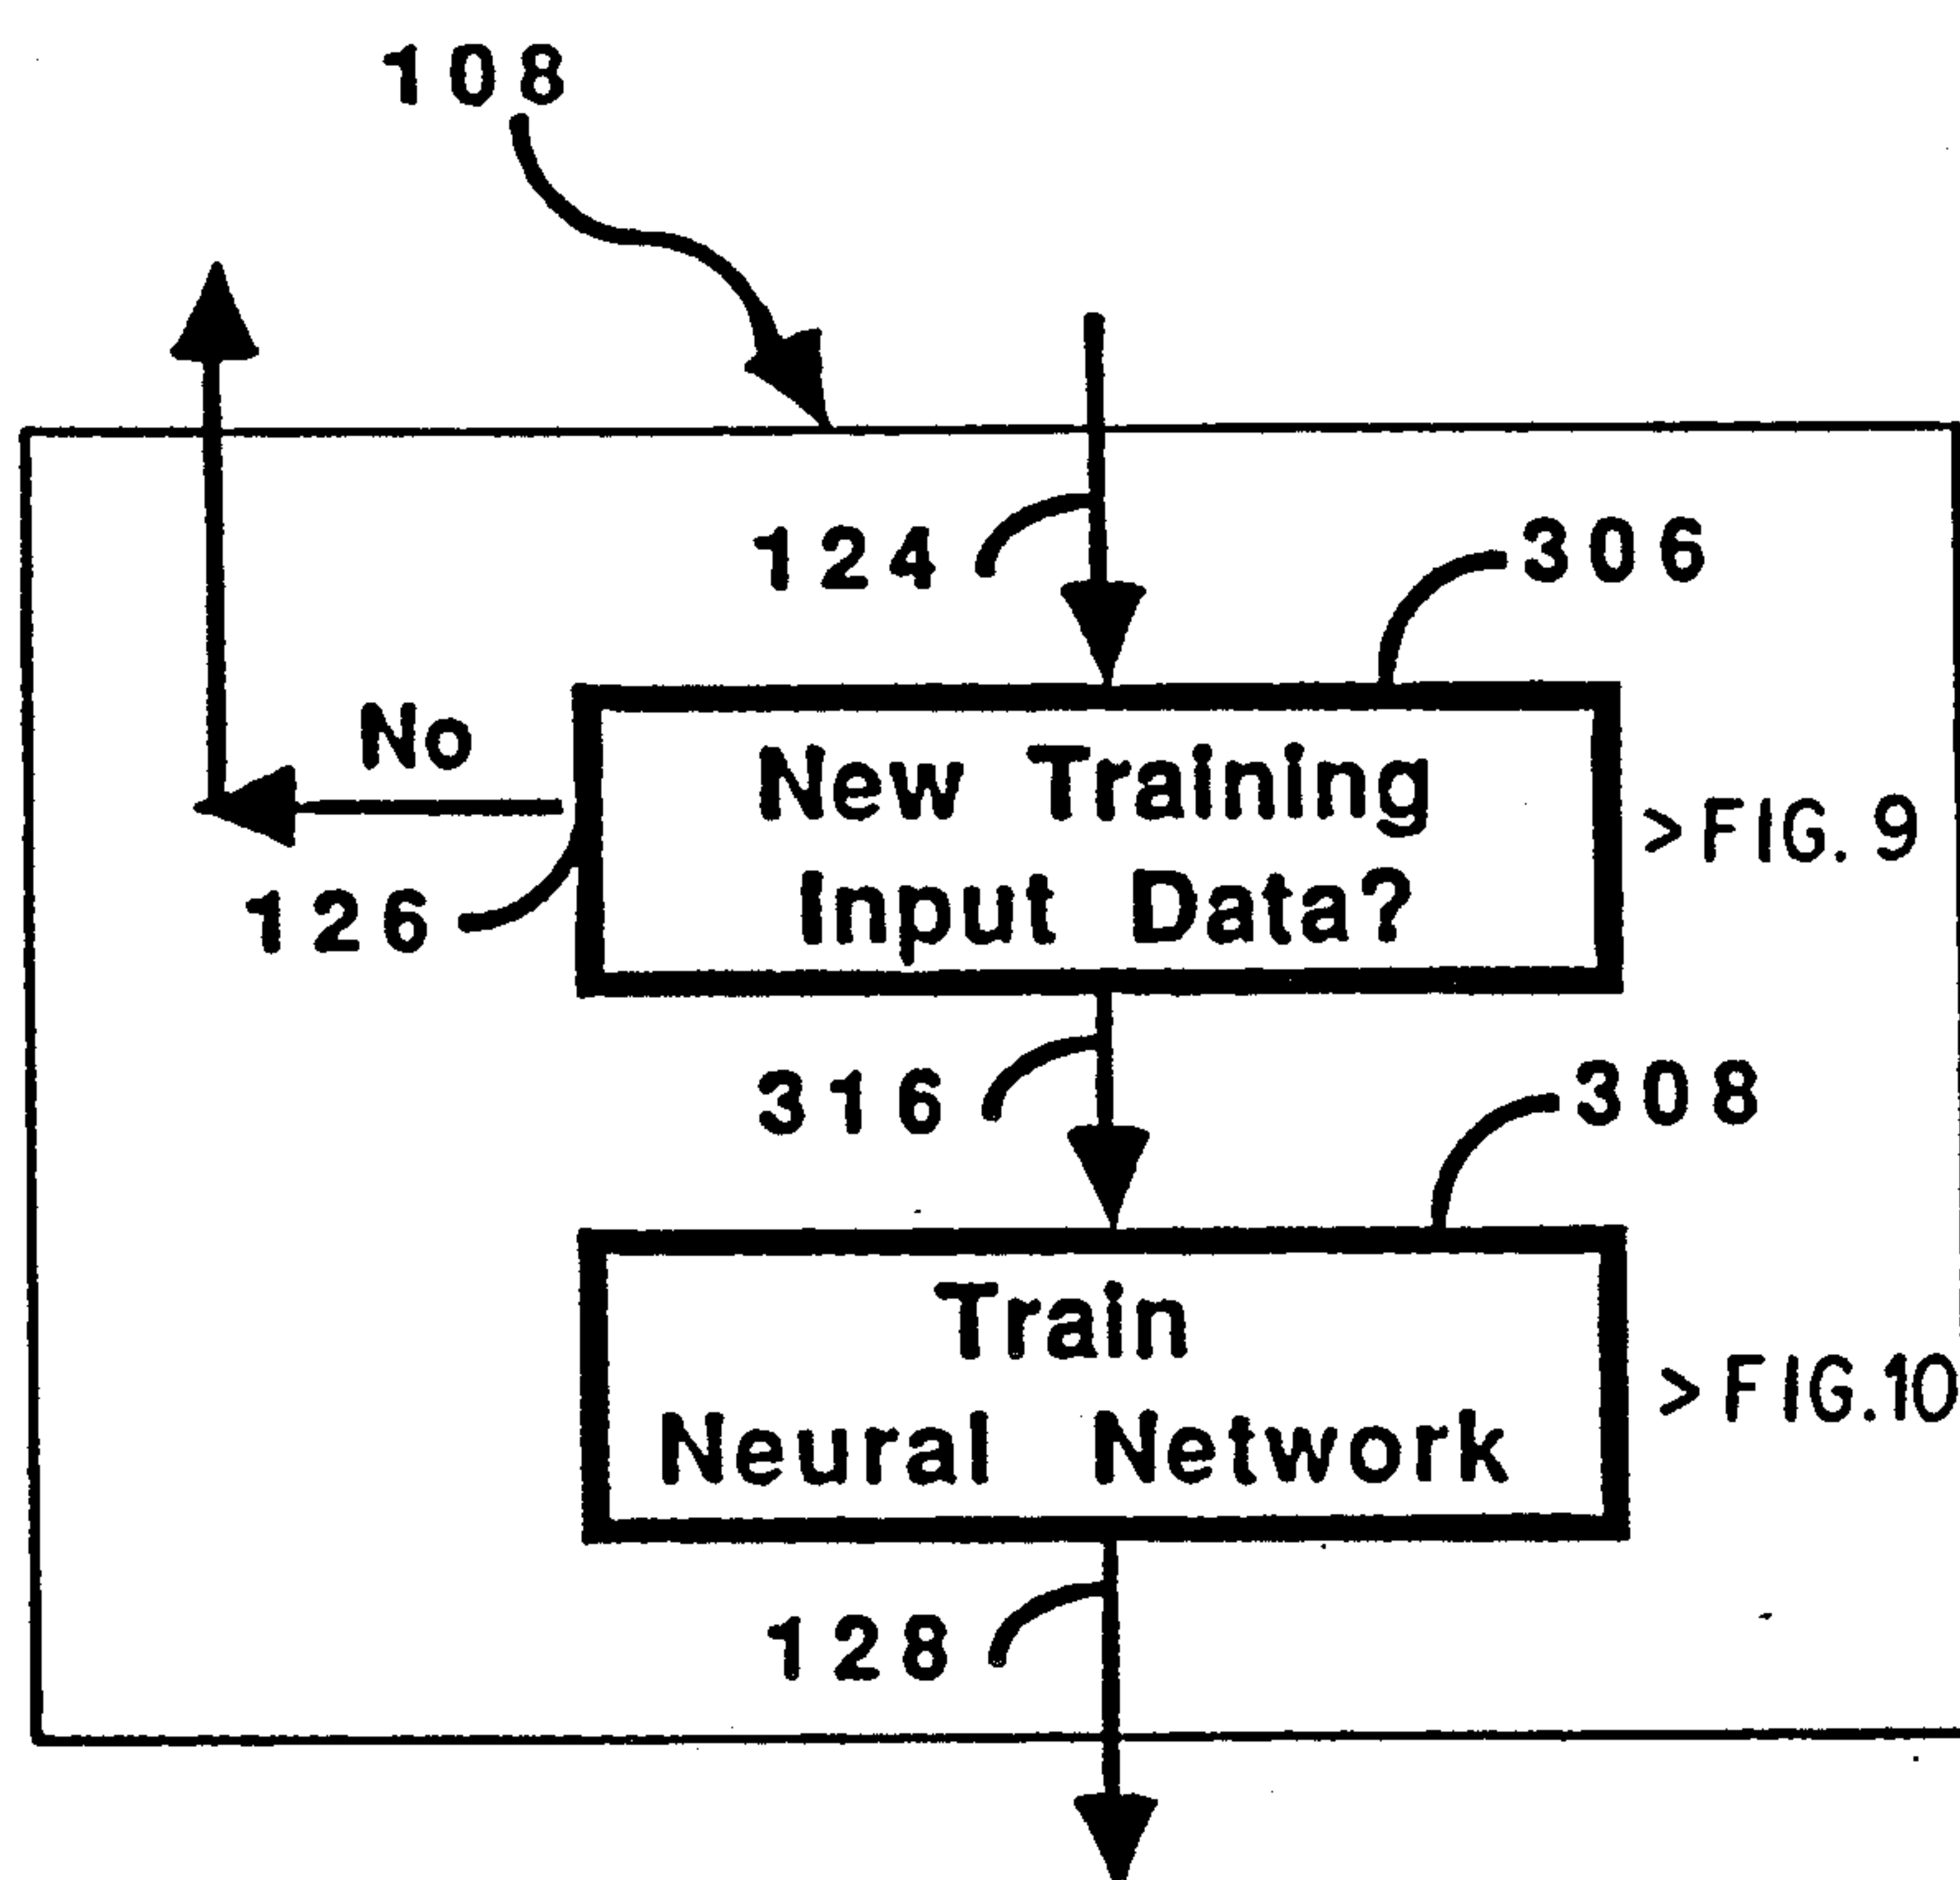 108
124
306
No
New Training
Input Data?
>FIG. 9
126
316
308
Train
Neural Network
>FIG.10
128